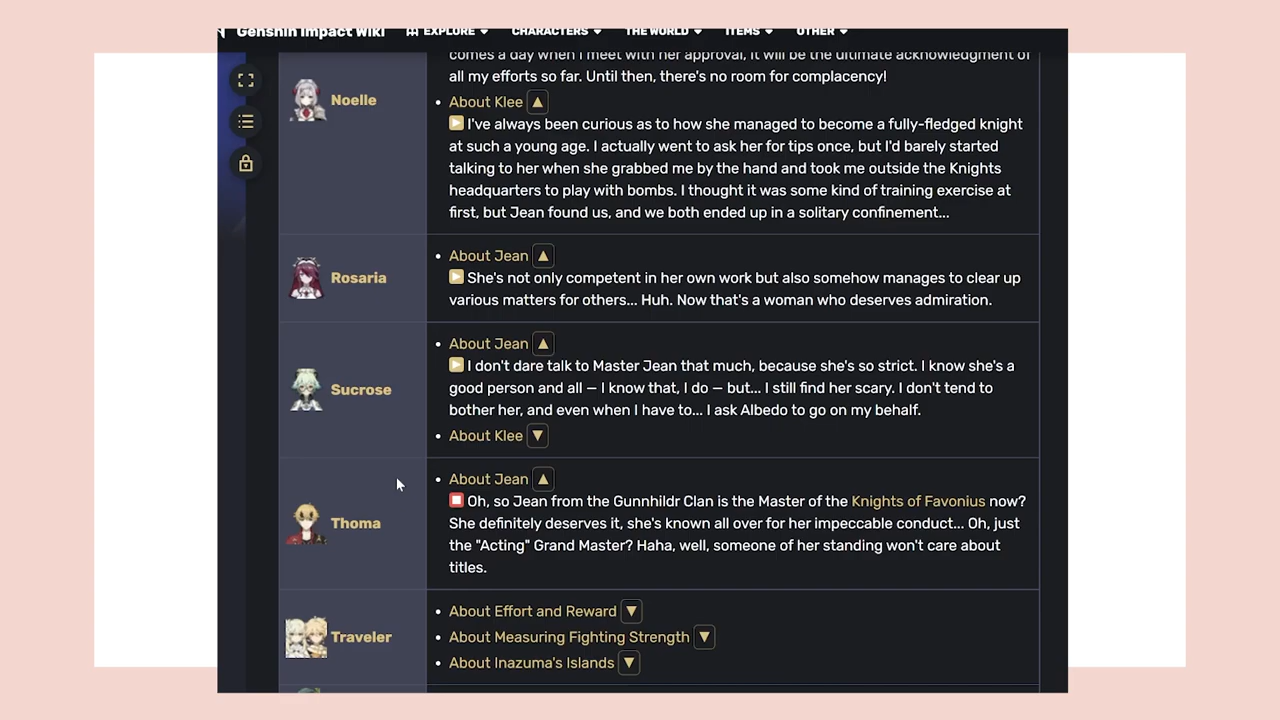 Genshin Impact Wiki EXPLORE CHARACTERS THE WORLD ITEMS OTHER
comes a day when I meet with her approval, it will be the ultimate acknowledgment of
all my efforts so far. Until then, there's no room for complacency!
Noelle
• About Klee ▲
I've always been curious as to how she managed to become a fully-fledged knight
at such a young age. I actually went to ask her for tips once, but I'd barely started
talking to her when she grabbed me by the hand and took me outside the Knights
headquarters to play with bombs. I thought it was some kind of training exercise at
first, but Jean found us, and we both ended up in a solitary confinement...
Rosaria
• About Jean ▲
She's not only competent in her own work but also somehow manages to clear up
various matters for others... Huh. Now that's a woman who deserves admiration.
Sucrose
• About Jean ▲
I don't dare talk to Master Jean that much, because she's so strict. I know she's a
good person and all — I know that, I do — but... I still find her scary. I don't tend to
bother her, and even when I have to... I ask Albedo to go on my behalf.
• About Klee ▼
Thoma
• About Jean ▲
Oh, so Jean from the Gunnhildr Clan is the Master of the Knights of Favonius now?
She definitely deserves it, she's known all over for her impeccable conduct... Oh, just
the "Acting" Grand Master? Haha, well, someone of her standing won't care about
titles.
Traveler
• About Effort and Reward ▼
• About Measuring Fighting Strength ▼
• About Inazuma's Islands ▼